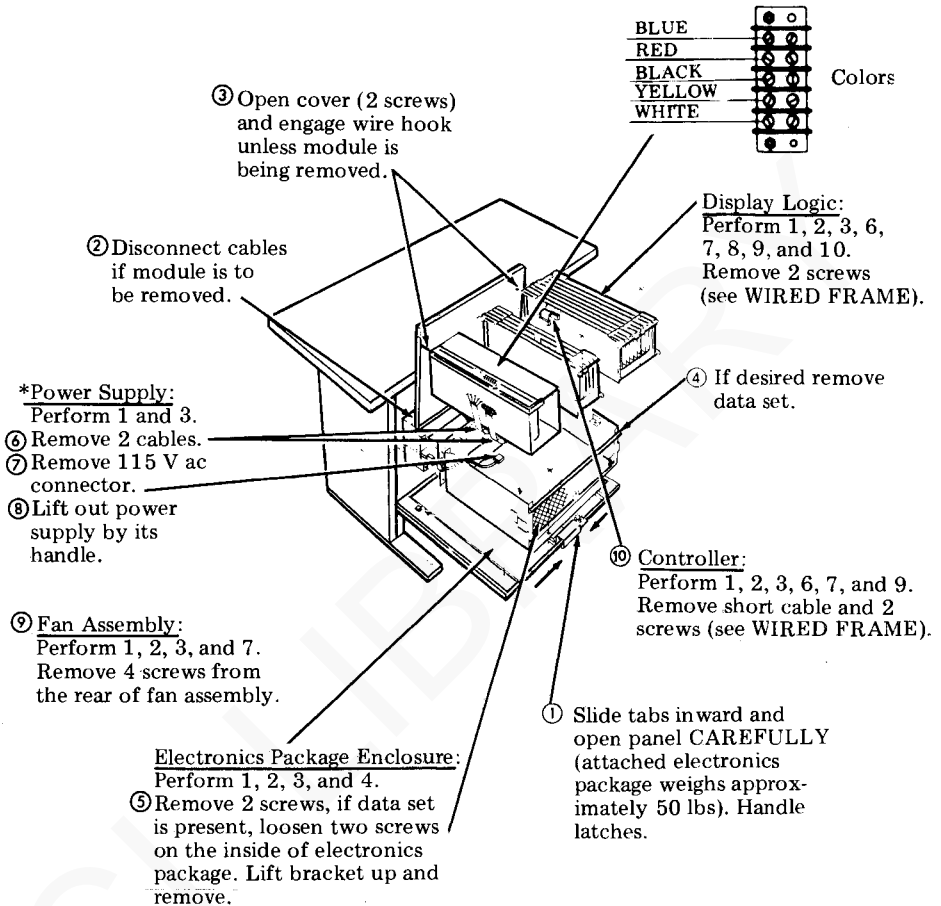 BLUE
RED
BLACK
YELLOW
WHITE
Colors
③ Open cover (2 screws)
and engage wire hook
unless module is
being removed.
Display Logic:
Perform 1, 2, 3, 6,
7, 8, 9, and 10.
Remove 2 screws
(see WIRED FRAME).
② Disconnect cables
if module is to
be removed.
④ If desired remove
data set.
*Power Supply:
Perform 1 and 3.
⑥ Remove 2 cables.
⑦ Remove 115 V ac
connector.
⑧ Lift out power
supply by its
handle.
⑩ Controller:
Perform 1, 2, 3, 6, 7, and 9.
Remove short cable and 2
screws (see WIRED FRAME).
⑨ Fan Assembly:
Perform 1, 2, 3, and 7.
Remove 4 screws from
the rear of fan assembly.
① Slide tabs inward and
open panel CAREFULLY
(attached electronics
package weighs approx-
imately 50 lbs). Handle
latches.
Electronics Package Enclosure:
Perform 1, 2, 3, and 4.
⑤ Remove 2 screws, if data set
is present, loosen two screws
on the inside of electronics
package. Lift bracket up and
remove.